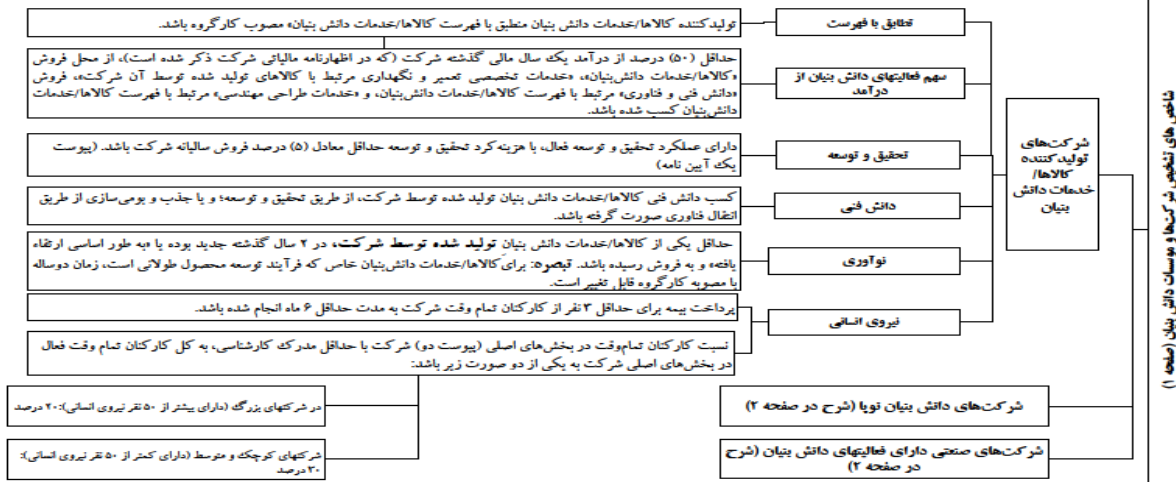 شاخص های تشخیص شرکت‌ها و موسسات دانش بنیان (صفحه ۱)
شرکت‌های
تولیدکننده
کالاها/
خدمات دانش
بنیان
تطابق با فهرست
تولیدکننده کالاها/خدمات دانش بنیان منطبق با فهرست کالاها/خدمات دانش بنیان» مصوب کارگروه باشد.
سهم فعالیتهای دانش بنیان از
درآمد
حداقل (۵۰) درصد از درآمد یک سال مالی گذشته شرکت (که در اظهارنامه مالیاتی شرکت ذکر شده است)، از محل فروش
«کالاها/خدمات دانش‌بنیان»، «خدمات تخصصی تعمیر و نگهداری مرتبط با کالاهای تولید شده توسط آن شرکت»، فروش
«دانش فنی و فناوری» مرتبط با فهرست کالاها/خدمات دانش‌بنیان، و «خدمات طراحی مهندسی» مرتبط با فهرست کالاها/خدمات
دانش‌بنیان کسب شده باشد.
تحقیق و توسعه
دارای عملکرد تحقیق و توسعه فعال، با هزینه‌کرد تحقیق و توسعه حداقل معادل (۵) درصد فروش سالیانه شرکت باشد. (پیوست
یک آیین نامه)
دانش فنی
کسب دانش فنی کالاها/خدمات دانش بنیان تولید شده توسط شرکت، از طریق تحقیق و توسعه؛ و یا جذب و بومی‌سازی از طریق
انتقال فناوری صورت گرفته باشد.
نوآوری
حداقل یکی از کالاها/خدمات دانش بنیان تولید شده توسط شرکت، در ۲ سال گذشته جدید بوده یا «به طور اساسی ارتقاء
یافته» و به فروش رسیده باشد. تبصره: برای کالاها/خدمات دانش‌بنیان خاص که فرآیند توسعه محصول طولانی است، زمان دوساله
با مصوبه کارگروه قابل تغییر است.
نیروی انسانی
پرداخت بیمه برای حداقل ۳ نفر از کارکنان تمام وقت شرکت به مدت حداقل ۶ ماه انجام شده باشد.
نسبت کارکنان تمام‌وقت در بخش‌های اصلی (پیوست دو) شرکت با حداقل مدرک کارشناسی، به کل کارکنان تمام وقت فعال
در بخش‌های اصلی شرکت به یکی از دو صورت زیر باشد:
در شرکتهای بزرگ (دارای بیشتر از ۵۰ نفر نیروی انسانی): ۲۰ درصد
شرکتهای کوچک و متوسط (دارای کمتر از ۵۰ نفر نیروی انسانی):
۳۰ درصد
شرکت‌های دانش بنیان نوپا (شرح در صفحه ۲)
شرکت‌های صنعتی دارای فعالیتهای دانش بنیان (شرح
در صفحه ۲)